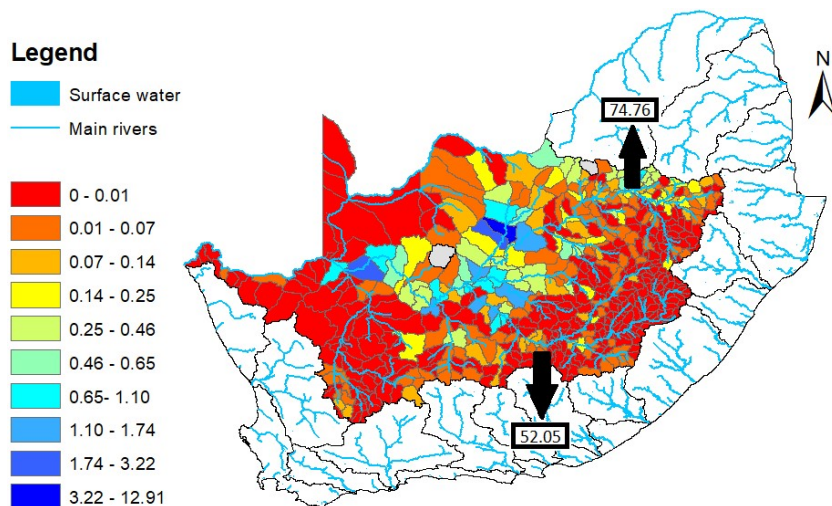 Legend
Surface water
Main rivers
0 - 0.01
0.01 - 0.07
0.07 - 0.14
0.14 - 0.25
0.25 - 0.46
0.46 - 0.65
0.65- 1.10
1.10 - 1.74
1.74 - 3.22
3.22 - 12.91
74.76
N
52.05